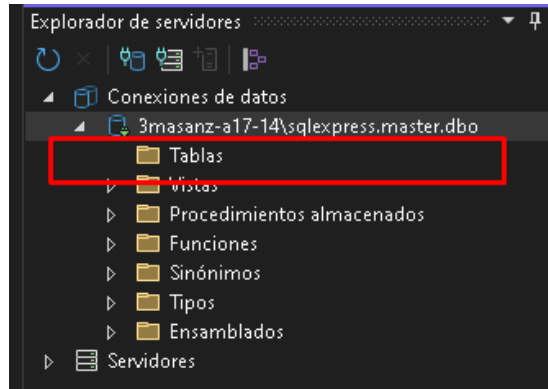 Explorador de servidores
Conexiones de datos
3masanz-a17-14\sqlexpress.master.dbo
Tablas
Vistas
Procedimientos almacenados
Funciones
Sinónimos
Tipos
Ensamblados
Servidores